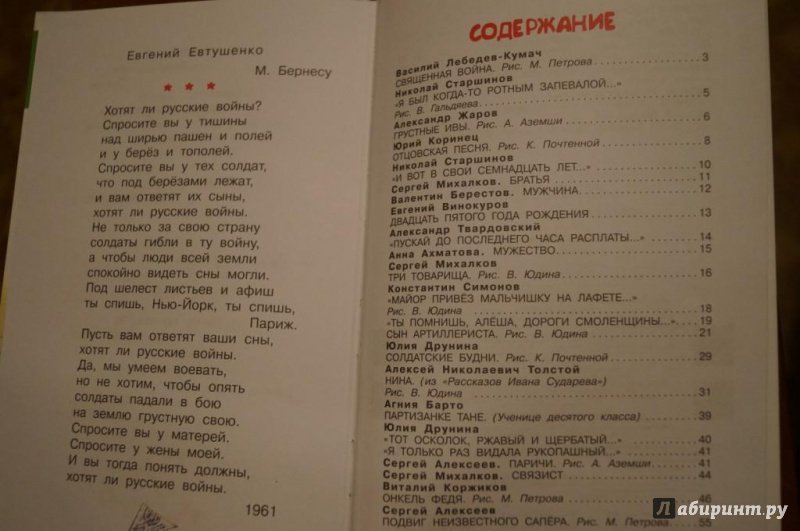 Евгений Евтушенко
М. Бернесу
* * *
Хотят ли русские войны?
Спросите вы у тишины
над ширью пашен и полей
и у берёз и тополей.
Спросите вы у тех солдат,
что под берёзами лежат,
и вам ответят их сыны,
хотят ли русские войны.
Не только за свою страну
солдаты гибли в ту войну,
а чтобы люди всей земли
спокойно видеть сны могли.
Под шелест листьев и афиш
ты спишь, Нью-Йорк, ты спишь,
Париж.
Пусть вам ответят ваши сны,
хотят ли русские войны.
Да, мы умеем воевать,
но не хотим, чтобы опять
солдаты падали в бою
на землю грустную свою.
Спросите вы у матерей.
Спросите у жены моей.
И вы тогда понять должны,
хотят ли русские войны.
1961
СОДЕРЖАНИЕ
Василий Лебедев-Кумач
СВЯЩЕННАЯ ВОЙНА. Рис. М. Петрова 3
Николай Старшинов
«Я БЫЛ КОГДА-ТО РОТНЫМ ЗАПЕВАЛОЙ...»
Рис. В. Гальдяева 5
Александр Жаров
ГРУСТНЫЕ ИВЫ. Рис. А. Аземши 6
Юрий Коринец
ОТЦОВСКАЯ ПЕСНЯ. Рис. К. Почтенной 8
Николай Старшинов
«И ВОТ В СВОИ СЕМНАДЦАТЬ ЛЕТ...» 10
Сергей Михалков. БРАТЬЯ 11
Валентин Берестов. МУЖЧИНА 12
Евгений Винокуров
ДВАДЦАТЬ ПЯТОГО ГОДА РОЖДЕНИЯ 13
Александр Твардовский
«ПУСКАЙ ДО ПОСЛЕДНЕГО ЧАСА РАСПЛАТЫ...» 14
Анна Ахматова. МУЖЕСТВО 15
Сергей Михалков
ТРИ ТОВАРИЩА. Рис. В. Юдина 16
Константин Симонов
«МАЙОР ПРИВЁЗ МАЛЬЧИШКУ НА ЛАФЕТЕ...»
Рис. В. Юдина 18
«ТЫ ПОМНИШЬ, АЛЁША, ДОРОГИ СМОЛЕНЩИНЫ...» 19
СЫН АРТИЛЛЕРИСТА. Рис. В. Юдина 21
Юлия Друнина
СОЛДАТСКИЕ БУДНИ. Рис. К. Почтенной 29
Алексей Николаевич Толстой
НИНА. (из «Рассказов Ивана Сударева»)
Рис. В. Юдина 31
Агния Барто
ПАРТИЗАНКЕ ТАНЕ. (Ученице десятого класса) 39
Юлия Друнина
«ТОТ ОСКОЛОК, РЖАВЫЙ И ЩЕРБАТЫЙ...» 40
«Я ТОЛЬКО РАЗ ВИДАЛА РУКОПАШНЫЙ...» 41
Сергей Алексеев. ПАРИЧИ. Рис. А. Аземши 41
Сергей Михалков. СВЯЗИСТ 44
Виталий Коржиков
ОНКЕЛЬ ФЕДЯ. Рис. М. Петрова 46
Сергей Алексеев
ПОДВИГ НЕИЗВЕСТНОГО САПЁРА. Рис. М. Петрова 55
Лабиринт.ру